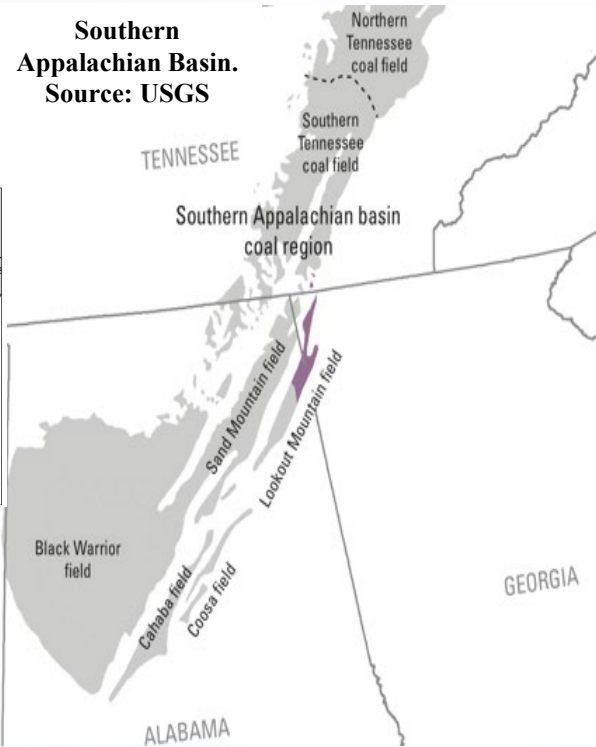 Southern
Appalachian Basin.
Source: USGS
Northern
Tennessee
coal field
Southern
Tennessee
coal field
TENNESSEE
Southern Appalachian basin
coal region
Sand Mountain field
Lookout Mountain field
Black Warrior
field
Cahaba field
Coosa field
GEORGIA
ALABAMA